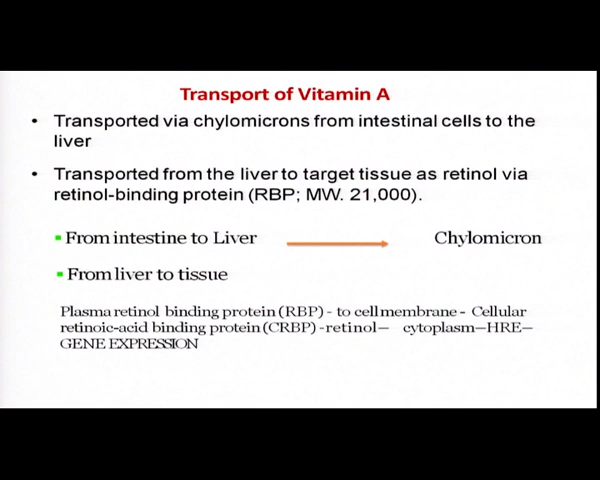 Transport of Vitamin A
• Transported via chylomicrons from intestinal cells to the
liver
• Transported from the liver to target tissue as retinol via
retinol-binding protein (RBP; MW. 21,000).
From intestine to Liver Chylomicron
From liver to tissue
Plasma retinol binding protein (RBP) - to cell membrane - Cellular
retinoic-acid binding protein (CRBP) -retinol— cytoplasm—HRE—
GENE EXPRESSION